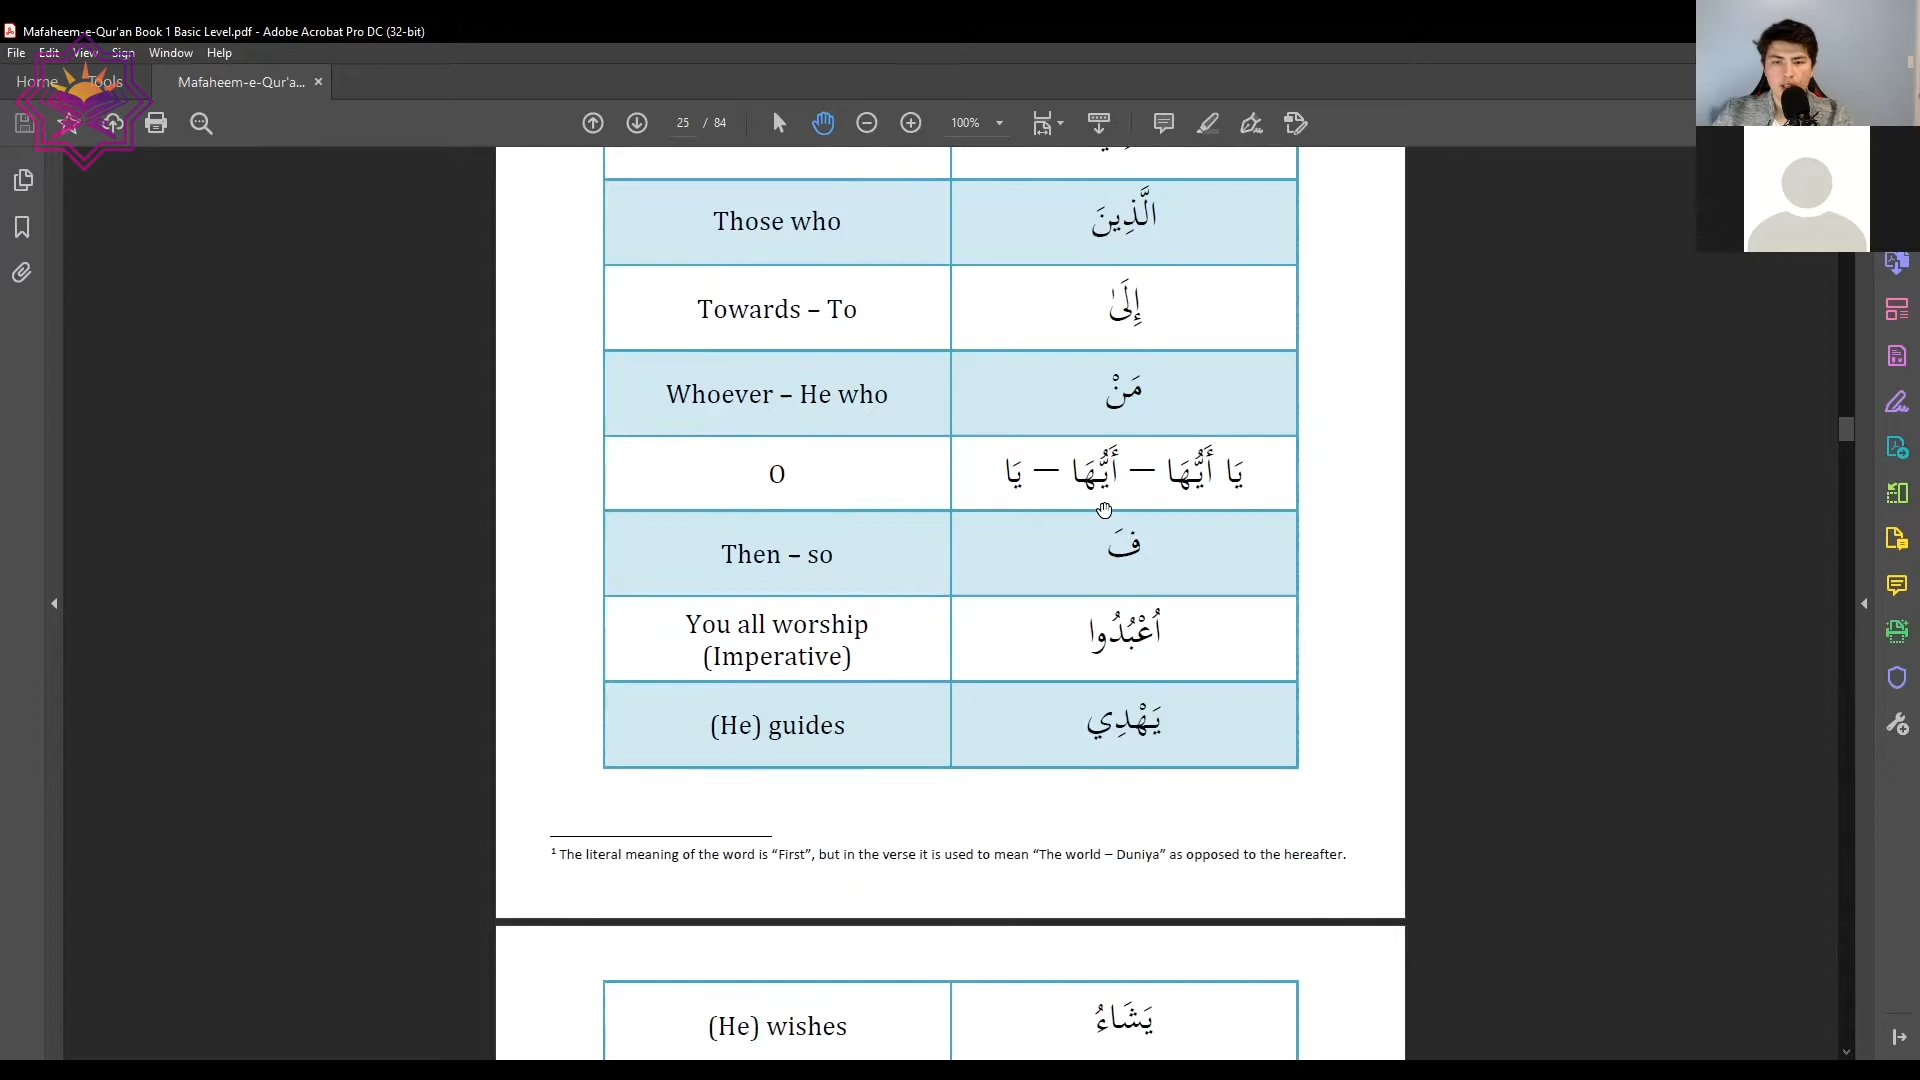 Mafaheem-e-Qur'an Book 1 Basic Level.pdf - Adobe Acrobat Pro DC (32-bit)
File Edit View Sign Window Help
Home Tools Mafaheem-e-Qur'a... ×
25 / 84 100%
Those who الَّذِينَ
Towards – To إِلَىٰ
Whoever – He who مَنْ
O يَا أَيُّهَا – أَيُّهَا – يَا
Then – so فَ
You all worship
(Imperative) اُعْبُدُوا
(He) guides يَهْدِي
1 The literal meaning of the word is “First”, but in the verse it is used to mean “The world – Duniya” as opposed to the hereafter.
(He) wishes يَشَاءُ